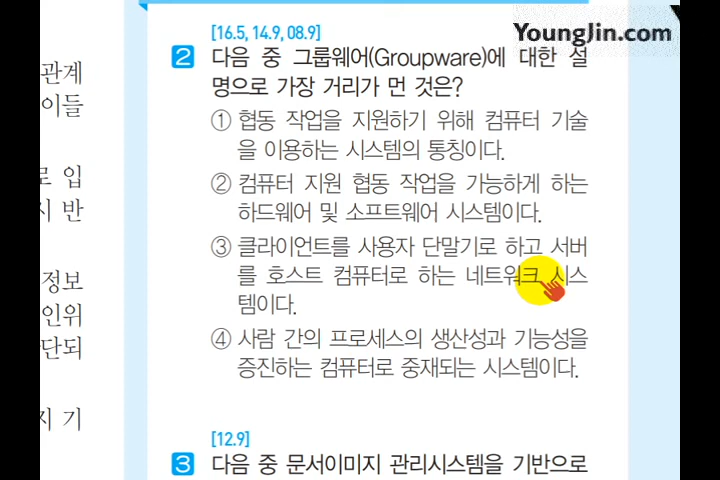 YoungJin.com
관계
이들
로 입
시 반
정보
인위
단되
시 기
[16.5, 14.9, 08.9]
2 다음 중 그룹웨어(Groupware)에 대한 설
명으로 가장 거리가 먼 것은?
① 협동 작업을 지원하기 위해 컴퓨터 기술
을 이용하는 시스템의 통칭이다.
② 컴퓨터 지원 협동 작업을 가능하게 하는
하드웨어 및 소프트웨어 시스템이다.
③ 클라이언트를 사용자 단말기로 하고 서버
를 호스트 컴퓨터로 하는 네트워크 시스
템이다.
④ 사람 간의 프로세스의 생산성과 기능성을
증진하는 컴퓨터로 중재되는 시스템이다.
[12.9]
3 다음 중 문서이미지 관리시스템을 기반으로